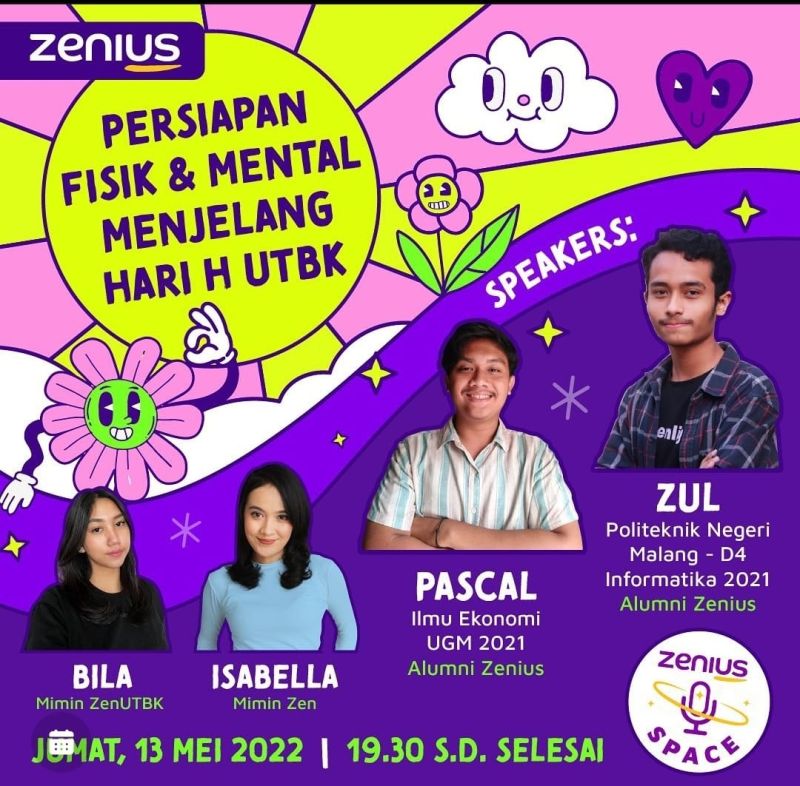 zenius
PERSIAPAN
FISIK & MENTAL
MENJELANG
HARI H UTBK
SPEAKERS:
ZUL
Politeknik Negeri
Malang - D4
Informatika 2021
Alumni Zenius
PASCAL
Ilmu Ekonomi
UGM 2021
Alumni Zenius
BILA
Mimin ZenUTBK
ISABELLA
Mimin Zen
zenius
SPACE
JUMAT, 13 MEI 2022 | 19.30 S.D. SELESAI